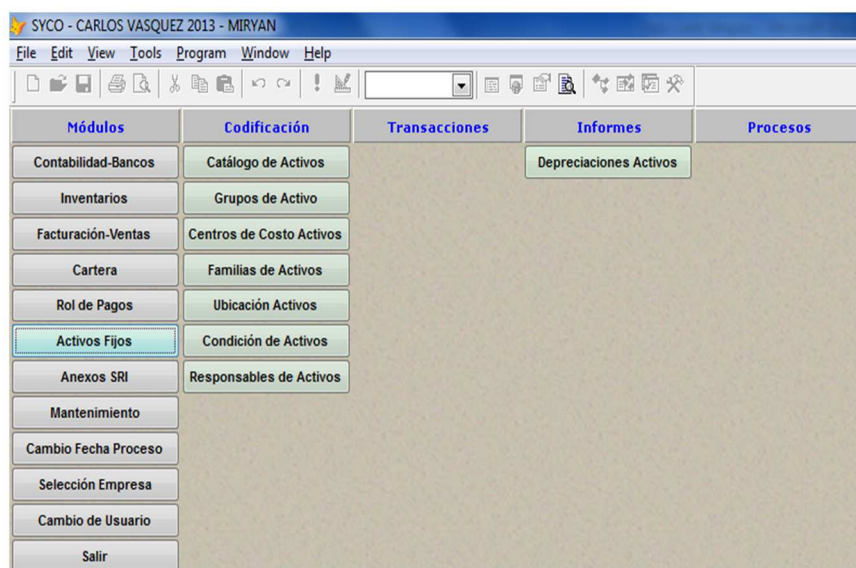 SYCO - CARLOS VASQUEZ 2013 - MIRYAN
File Edit View Tools Program Window Help
Módulos Codificación Transacciones Informes Procesos
Contabilidad-Bancos Catálogo de Activos Depreciaciones Activos
Inventarios Grupos de Activo
Facturación-Ventas Centros de Costo Activos
Cartera Familias de Activos
Rol de Pagos Ubicación Activos
Activos Fijos Condición de Activos
Anexos SRI Responsables de Activos
Mantenimiento
Cambio Fecha Proceso
Selección Empresa
Cambio de Usuario
Salir